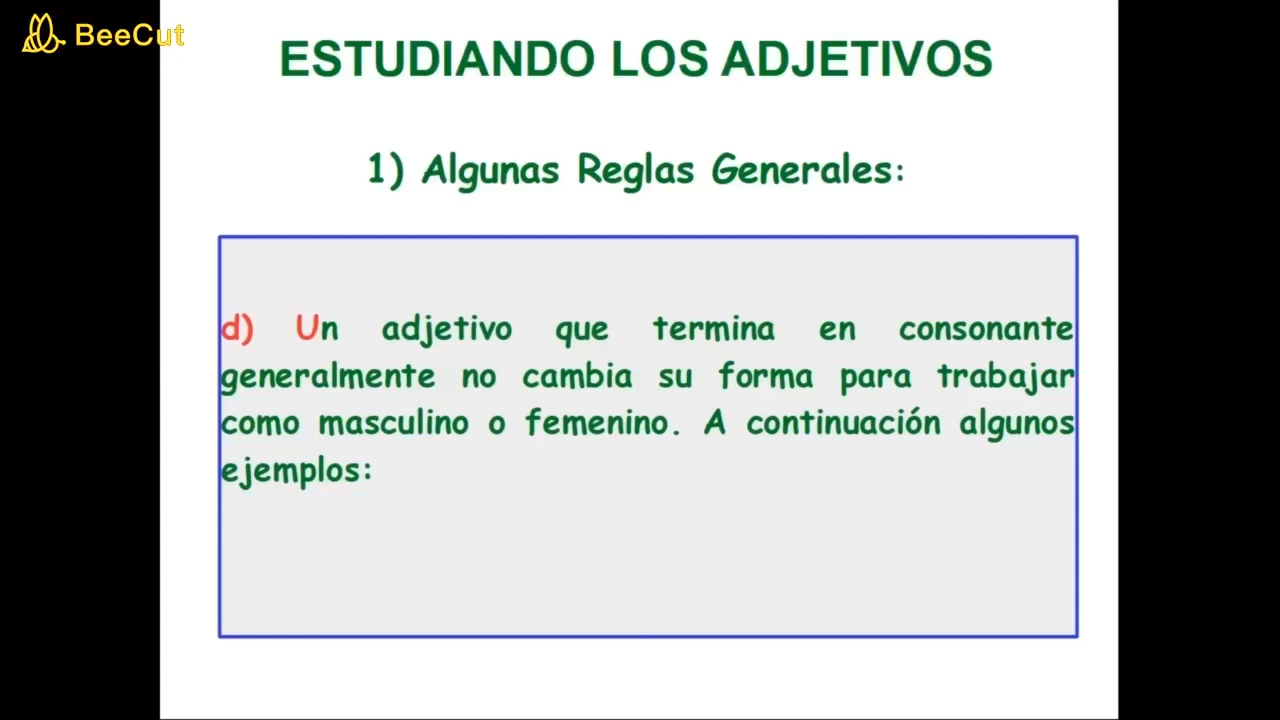 BeeCut
ESTUDIANDO LOS ADJETIVOS
1) Algunas Reglas Generales:
d) Un adjetivo que termina en consonante
generalmente no cambia su forma para trabajar
como masculino o femenino. A continuación algunos
ejemplos: